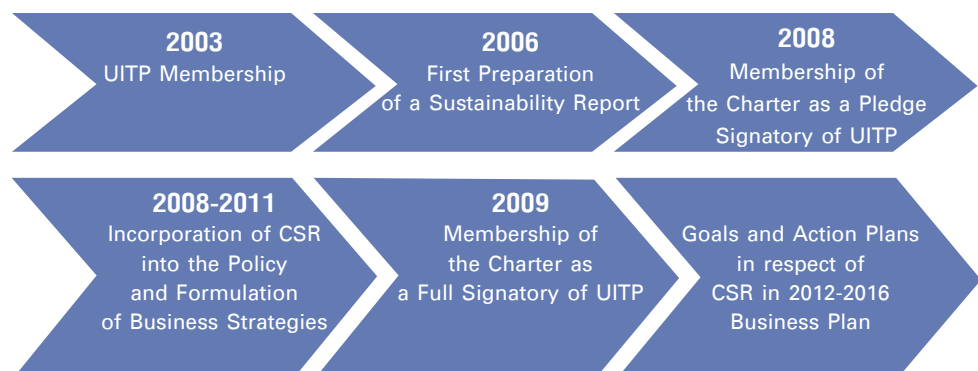 2003
UITP Membership
2006
First Preparation
of a Sustainability Report
2008
Membership of
the Charter as a Pledge
Signatory of UITP
2008-2011
Incorporation of CSR
into the Policy
and Formulation
of Business Strategies
2009
Membership of
the Charter as
a Full Signatory of UITP
Goals and Action Plans
in respect of
CSR in 2012-2016
Business Plan